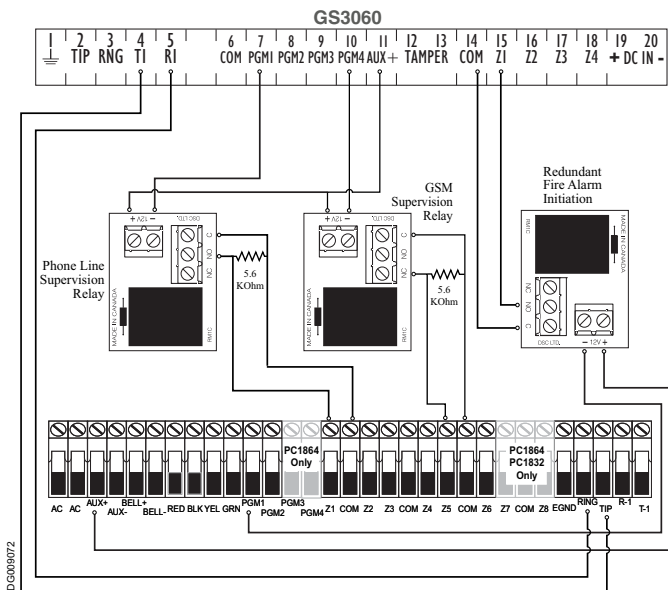 GS3060
1 2 3 4 5 6 7 8 9 10 11 12 13 14 15 16 17 18 19 20
TIP RNG T1 R1 COM PGM1 PGM2 PGM3 PGM4 AUX+ TAMPER COM Z1 Z2 Z3 Z4 + DC IN -
Phone Line
Supervision
Relay
+ 12V -
DSC LTD.
C
NO
NC
MADE IN CANADA
RM1C
5.6
KOhm
GSM
Supervision
Relay
+ 12V -
DSC LTD.
C
NO
NC
MADE IN CANADA
RM1C
5.6
KOhm
Redundant
Fire Alarm
Initiation
RM1C
MADE IN CANADA
NC
NO
C
DSC LTD.
- 12V +
PC1864
Only
PC1864
PC1832
Only
AC AC AUX+ AUX- BELL+ BELL- RED BLK YEL GRN PGM1 PGM2 PGM3 PGM4 Z1 COM Z2 Z3 COM Z4 Z5 COM Z6 Z7 COM Z8 EGND RING TIP R-1 T-1
DG009072